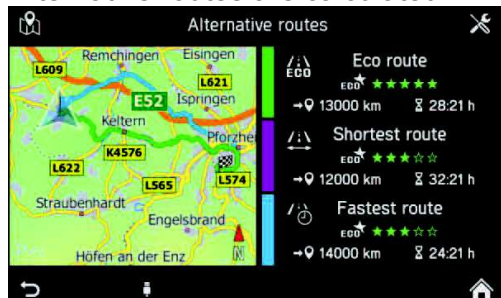 Alternative routes
Remchingen
Eisingen
L609
L621
E52
Ispringen
Keltern
Pforzhe
K4576
L622
L565
L574
Straubenhardt
Engelsbrand
Höfen an der Enz
N
ECO
Eco route
ECO
13000 km
28:21 h
Shortest route
ECO
12000 km
32:21 h
Fastest route
ECO
14000 km
24:21 h